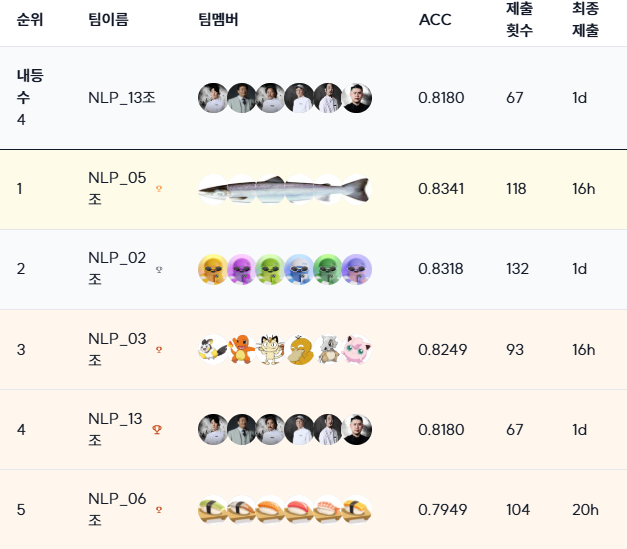 순위 팀이름 팀멤버 ACC 제출 횟수 최종 제출
내등수 4 NLP_13조 0.8180 67 1d
1 NLP_05조 0.8341 118 16h
2 NLP_02조 0.8318 132 1d
3 NLP_03조 0.8249 93 16h
4 NLP_13조 0.8180 67 1d
5 NLP_06조 0.7949 104 20h